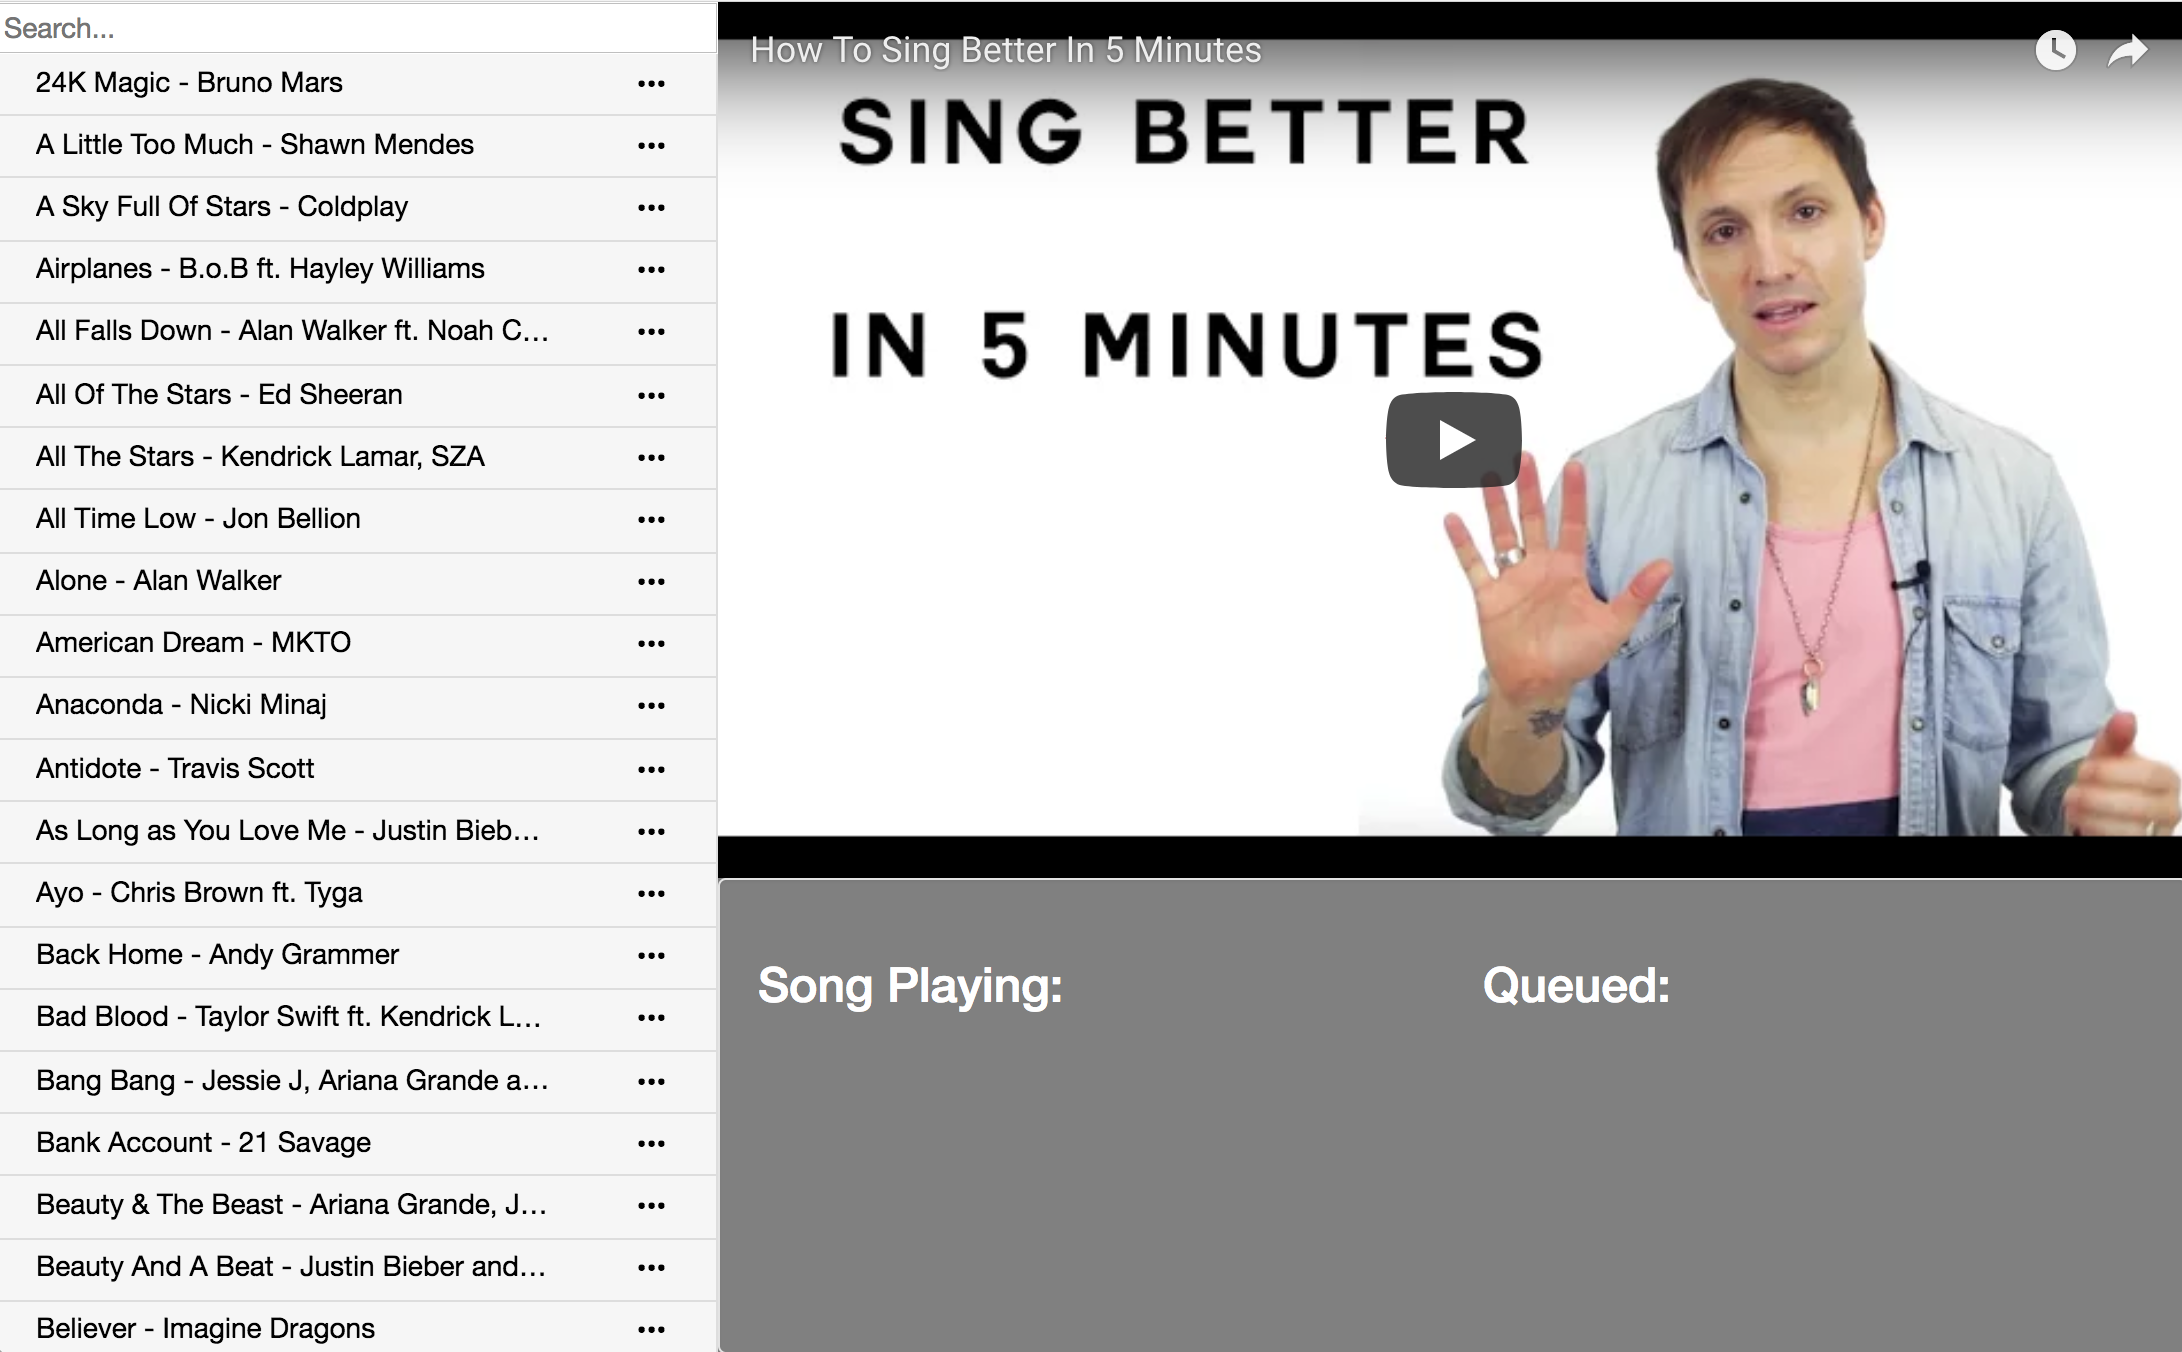 Search...
24K Magic - Bruno Mars
A Little Too Much - Shawn Mendes
A Sky Full Of Stars - Coldplay
Airplanes - B.o.B ft. Hayley Williams
All Falls Down - Alan Walker ft. Noah C...
All Of The Stars - Ed Sheeran
All The Stars - Kendrick Lamar, SZA
All Time Low - Jon Bellion
Alone - Alan Walker
American Dream - MKTO
Anaconda - Nicki Minaj
Antidote - Travis Scott
As Long as You Love Me - Justin Bieb...
Ayo - Chris Brown ft. Tyga
Back Home - Andy Grammer
Bad Blood - Taylor Swift ft. Kendrick L...
Bang Bang - Jessie J, Ariana Grande a...
Bank Account - 21 Savage
Beauty & The Beast - Ariana Grande, J...
Beauty And A Beat - Justin Bieber and...
Believer - Imagine Dragons
How To Sing Better In 5 Minutes
SING BETTER
IN 5 MINUTES
Song Playing:
Queued: